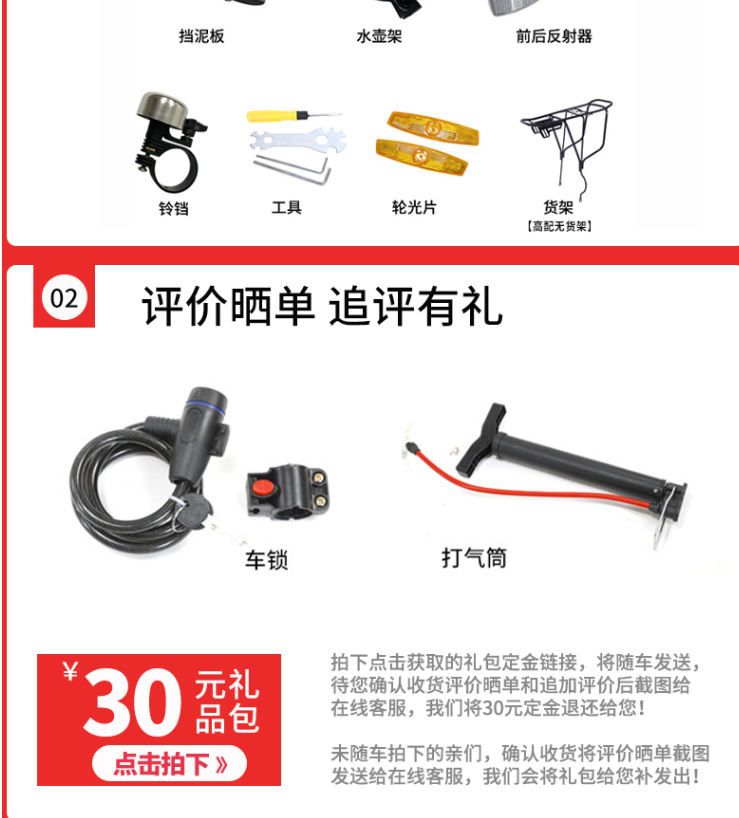 挡泥板 水壶架 前后反射器
铃铛 工具 轮光片 货架
【高配无货架】
02 评价晒单 追评有礼
车锁 打气筒
¥30元礼品包
点击拍下》
拍下点击获取的礼包定金链接，将随车发送，
待您确认收货评价晒单和追加评价后截图给
在线客服，我们将30元定金退还给您！
未随车拍下的亲们，确认收货将评价晒单截图
发送给在线客服，我们会将礼包给您补发出！